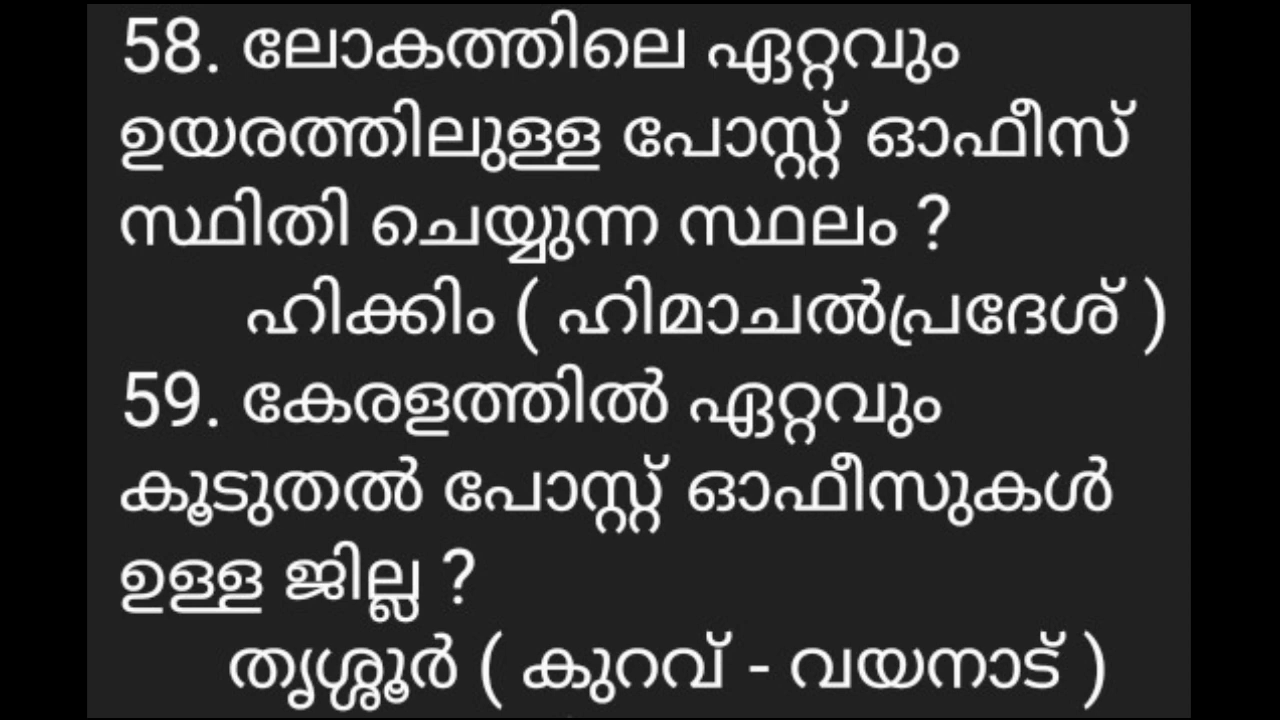 58. ലോകത്തിലെ ഏറ്റവും
ഉയരത്തിലുള്ള പോസ്റ്റ് ഓഫീസ്
സ്ഥിതി ചെയ്യുന്ന സ്ഥലം ?
ഹിക്കിം ( ഹിമാചൽപ്രദേശ് )
59. കേരളത്തിൽ ഏറ്റവും
കൂടുതൽ പോസ്റ്റ് ഓഫീസുകൾ
ഉള്ള ജില്ല ?
തൃശ്ശൂർ ( കുറവ് - വയനാട് )